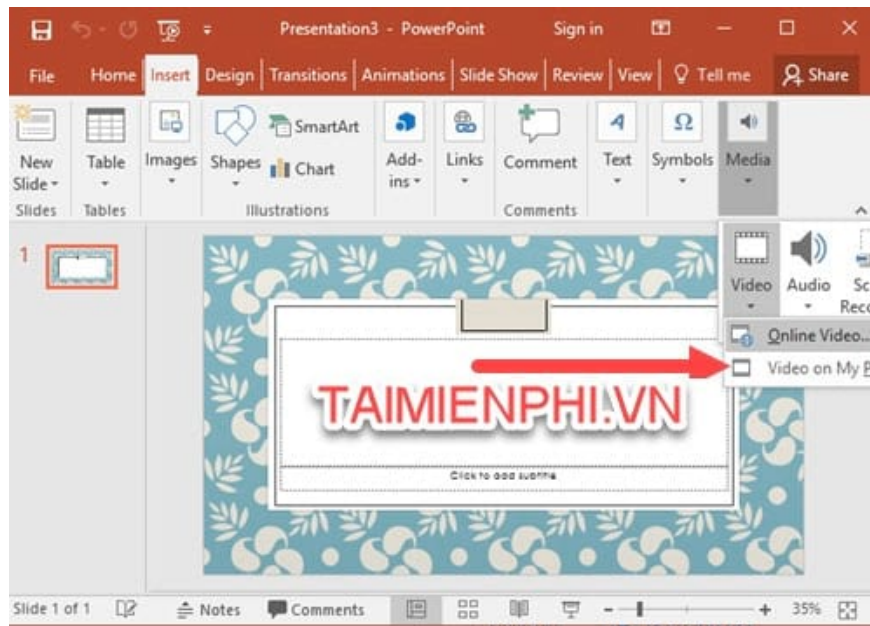 Presentation3 - PowerPoint Sign in
File Home Insert Design Transitions Animations Slide Show Review View Tell me Share
SmartArt
Chart
New Slide Table Images Shapes Add-ins Links Comment Text Symbols Media
Slides Tables Illustrations Comments
1
Video Audio Sc
Reco
Online Video...
Video on My P
TAIMIENPHI.VN
Click to add subtitle
Slide 1 of 1 Notes Comments 35%